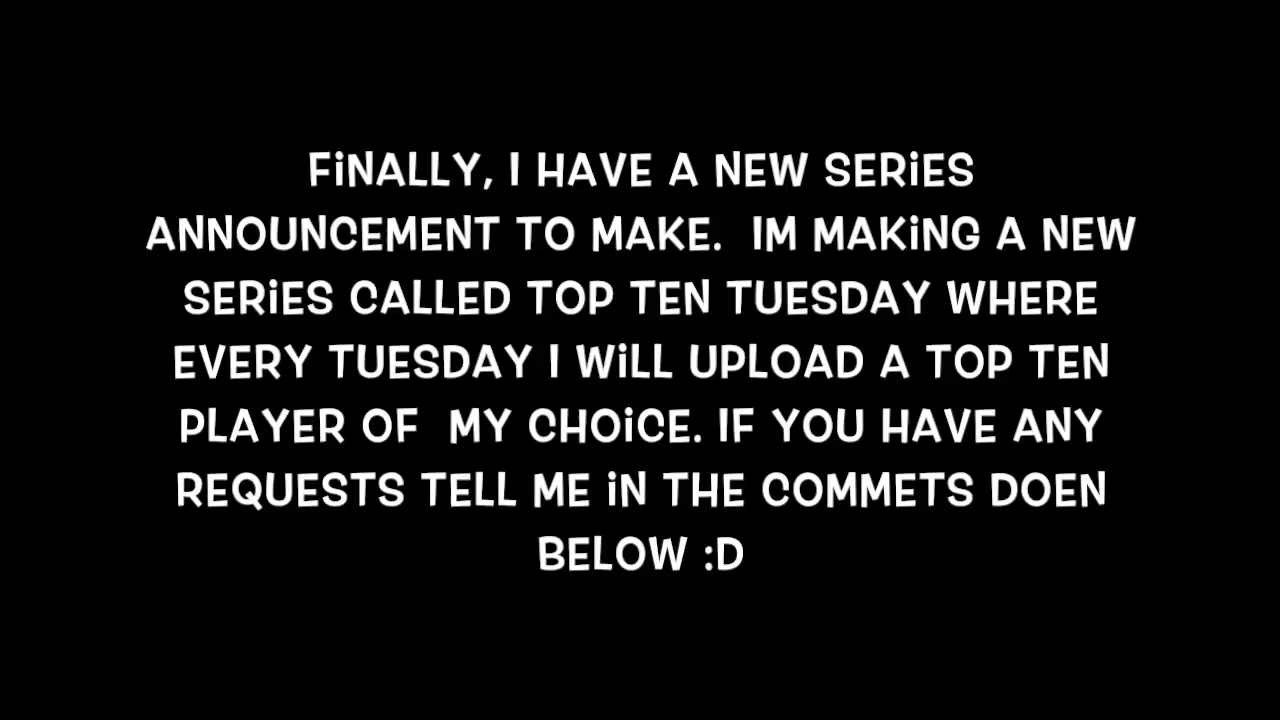 FiNALLY, I HAVE A NEW SERiES
ANNOUNCEMENT TO MAKE.  IM MAKiNG A NEW
SERiES CALLED TOP TEN TUESDAY WHERE
EVERY TUESDAY I WiLL UPLOAD A TOP TEN
PLAYER OF  MY CHOiCE. IF YOU HAVE ANY
REQUESTS TELL ME iN THE COMMETS DOEN
BELOW :D